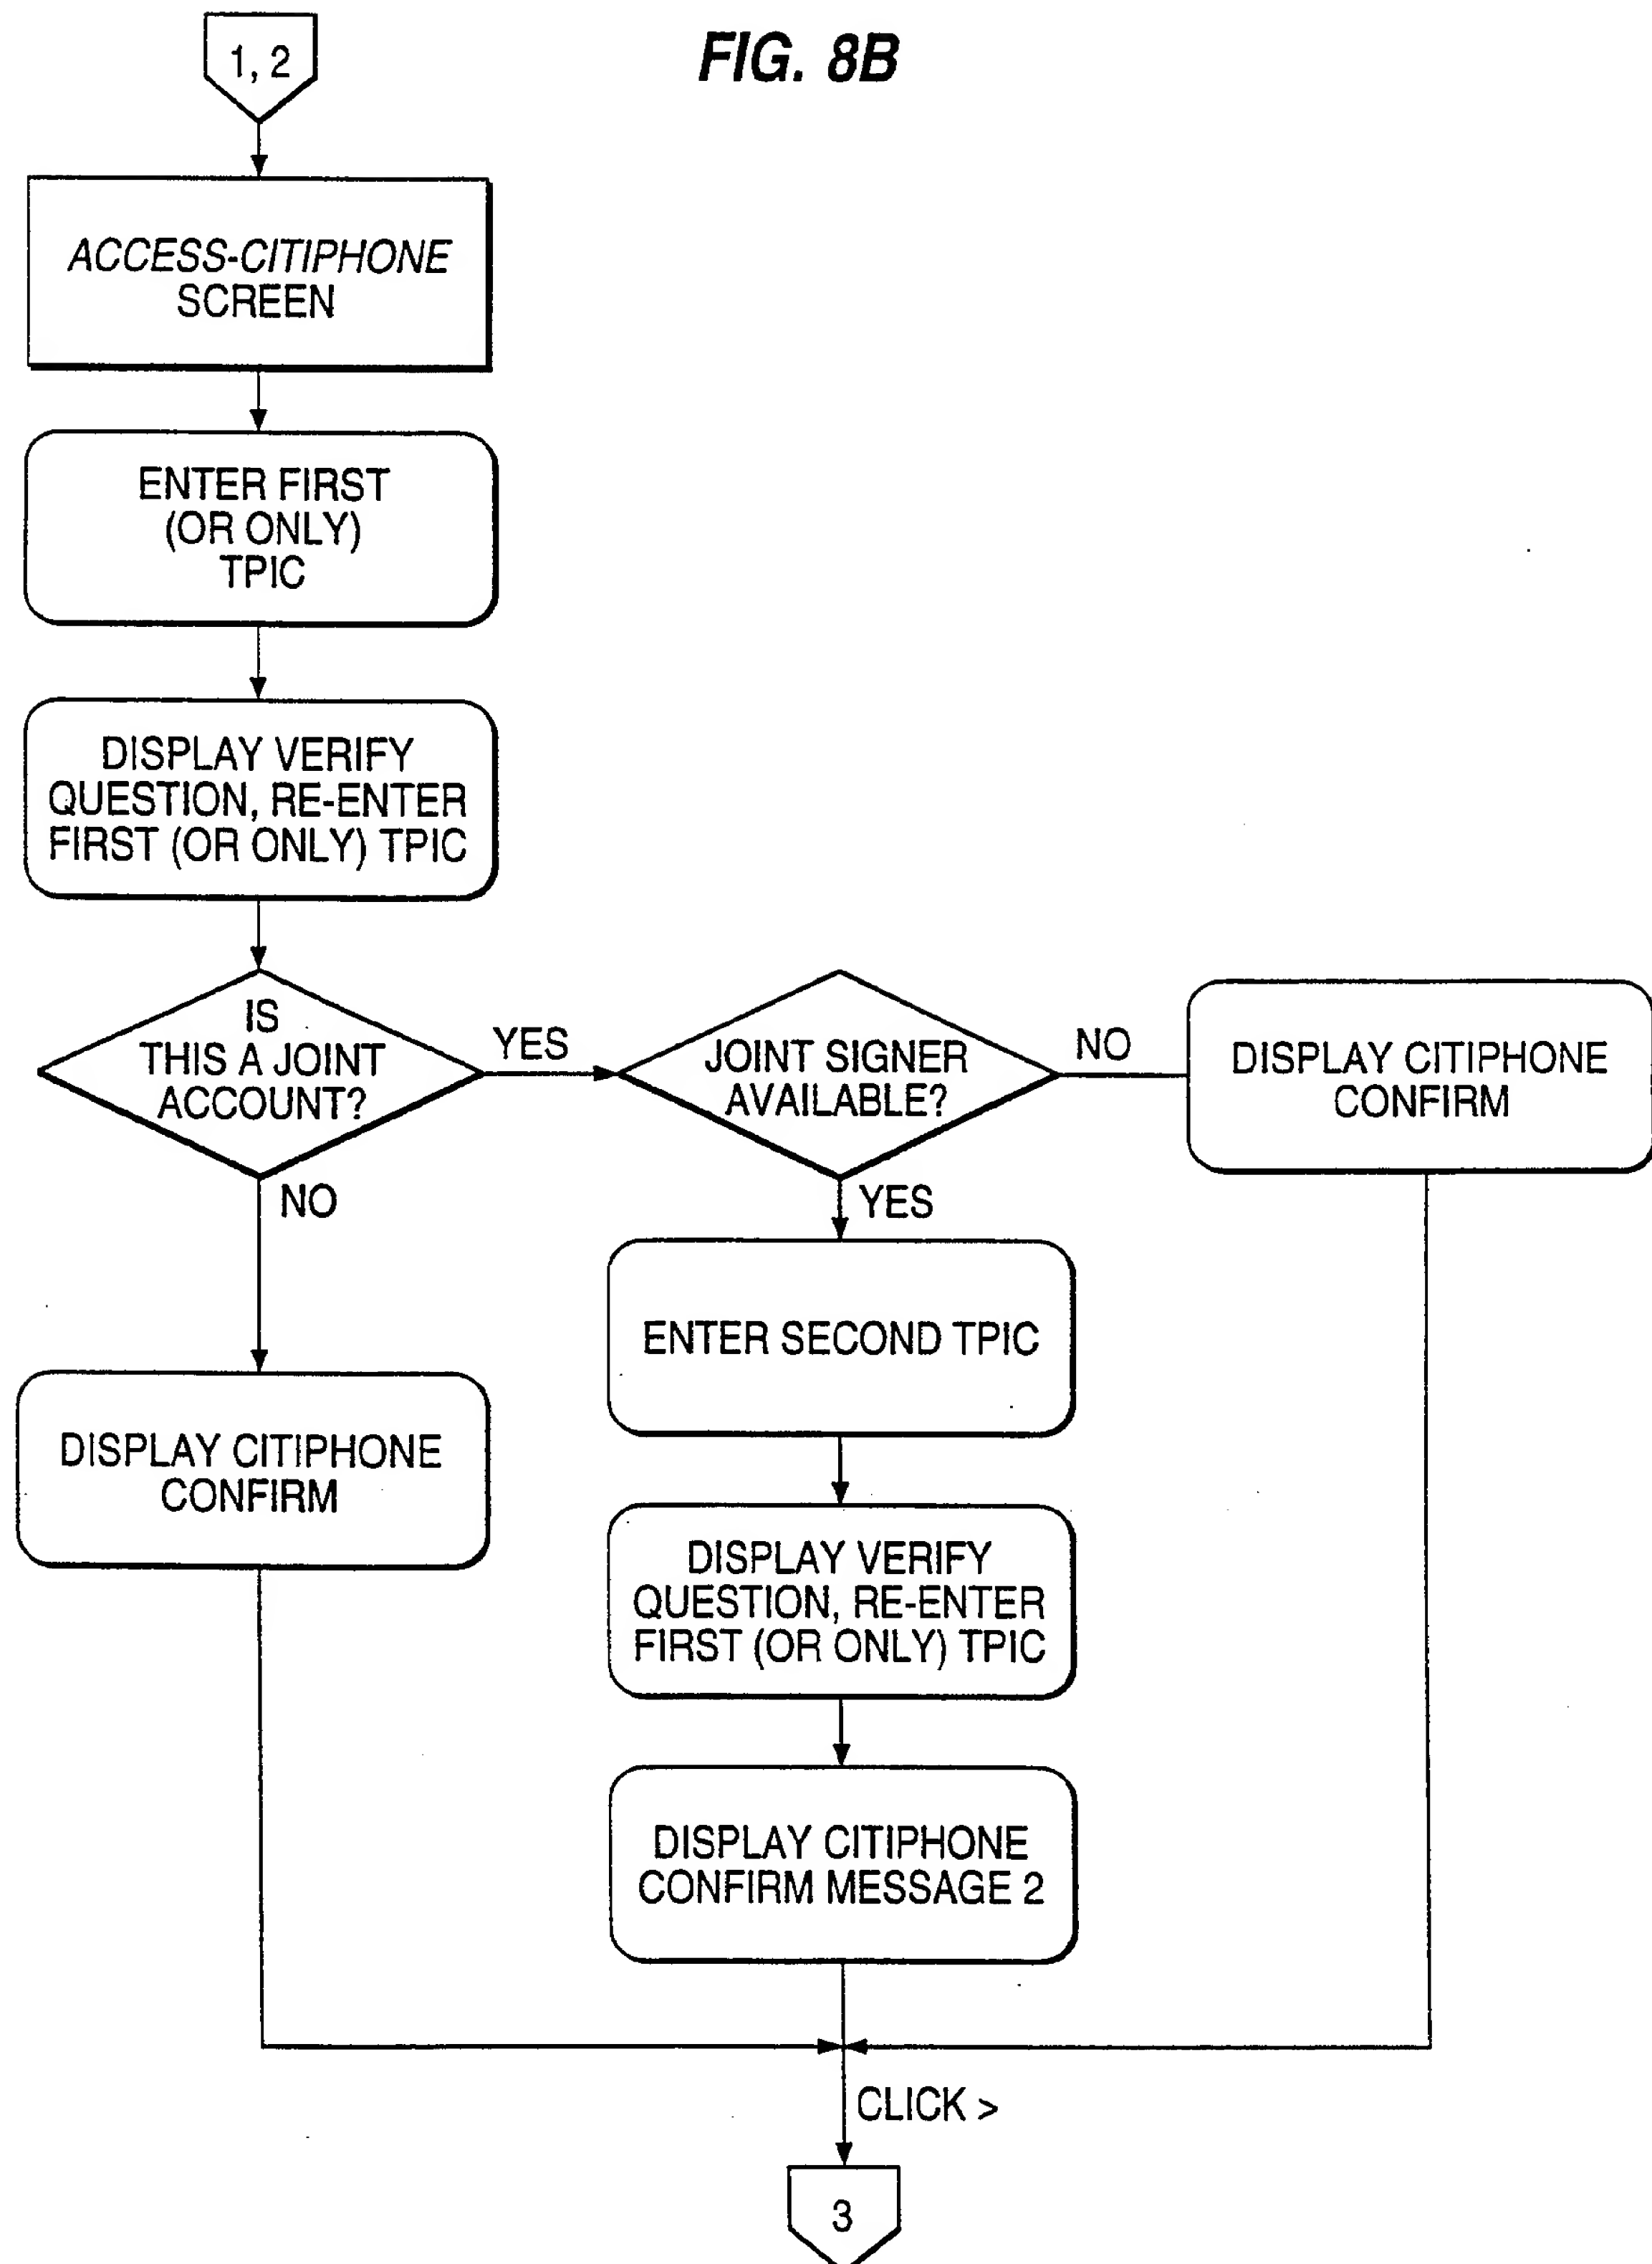 1, 2
FIG. 8B
ACCESS-CITIPHONE
SCREEN
ENTER FIRST
(OR ONLY)
TPIC
DISPLAY VERIFY
QUESTION, RE-ENTER
FIRST (OR ONLY) TPIC
IS
THIS A JOINT
ACCOUNT?
YES
JOINT SIGNER
AVAILABLE?
NO
DISPLAY CITIPHONE
CONFIRM
NO
YES
ENTER SECOND TPIC
DISPLAY CITIPHONE
CONFIRM
DISPLAY VERIFY
QUESTION, RE-ENTER
FIRST (OR ONLY) TPIC
DISPLAY CITIPHONE
CONFIRM MESSAGE 2
CLICK >
3